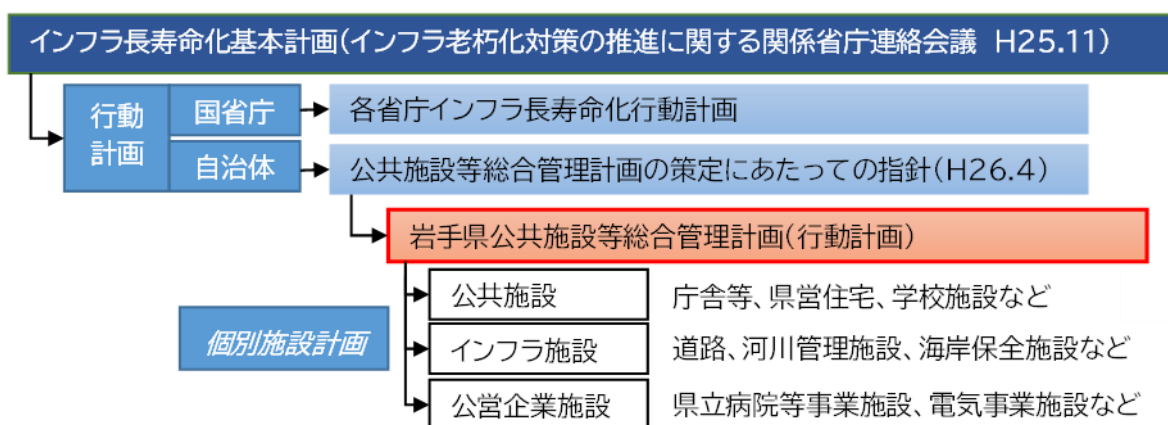 インフラ長寿命化基本計画(インフラ老朽化対策の推進に関する関係省庁連絡会議 H25.11)
行動
計画
国省庁
各省庁インフラ長寿命化行動計画
自治体
公共施設等総合管理計画の策定にあたっての指針(H26.4)
岩手県公共施設等総合管理計画(行動計画)
個別施設計画
公共施設
庁舎等、県営住宅、学校施設など
インフラ施設
道路、河川管理施設、海岸保全施設など
公営企業施設
県立病院等事業施設、電気事業施設など